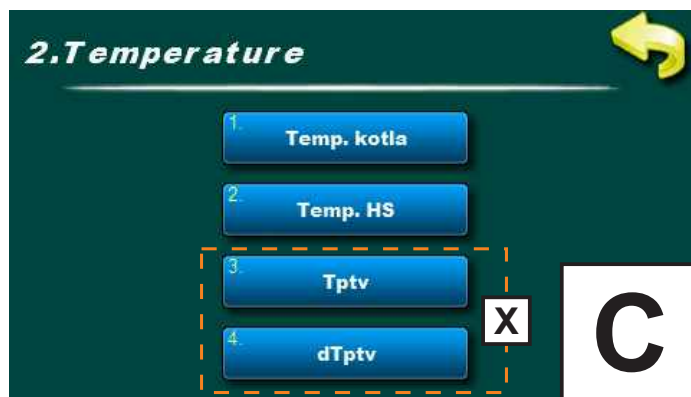 2.Temperature
1.
Temp. kotla
2.
Temp. HS
3.
Tptv
X
4.
dTptv
C